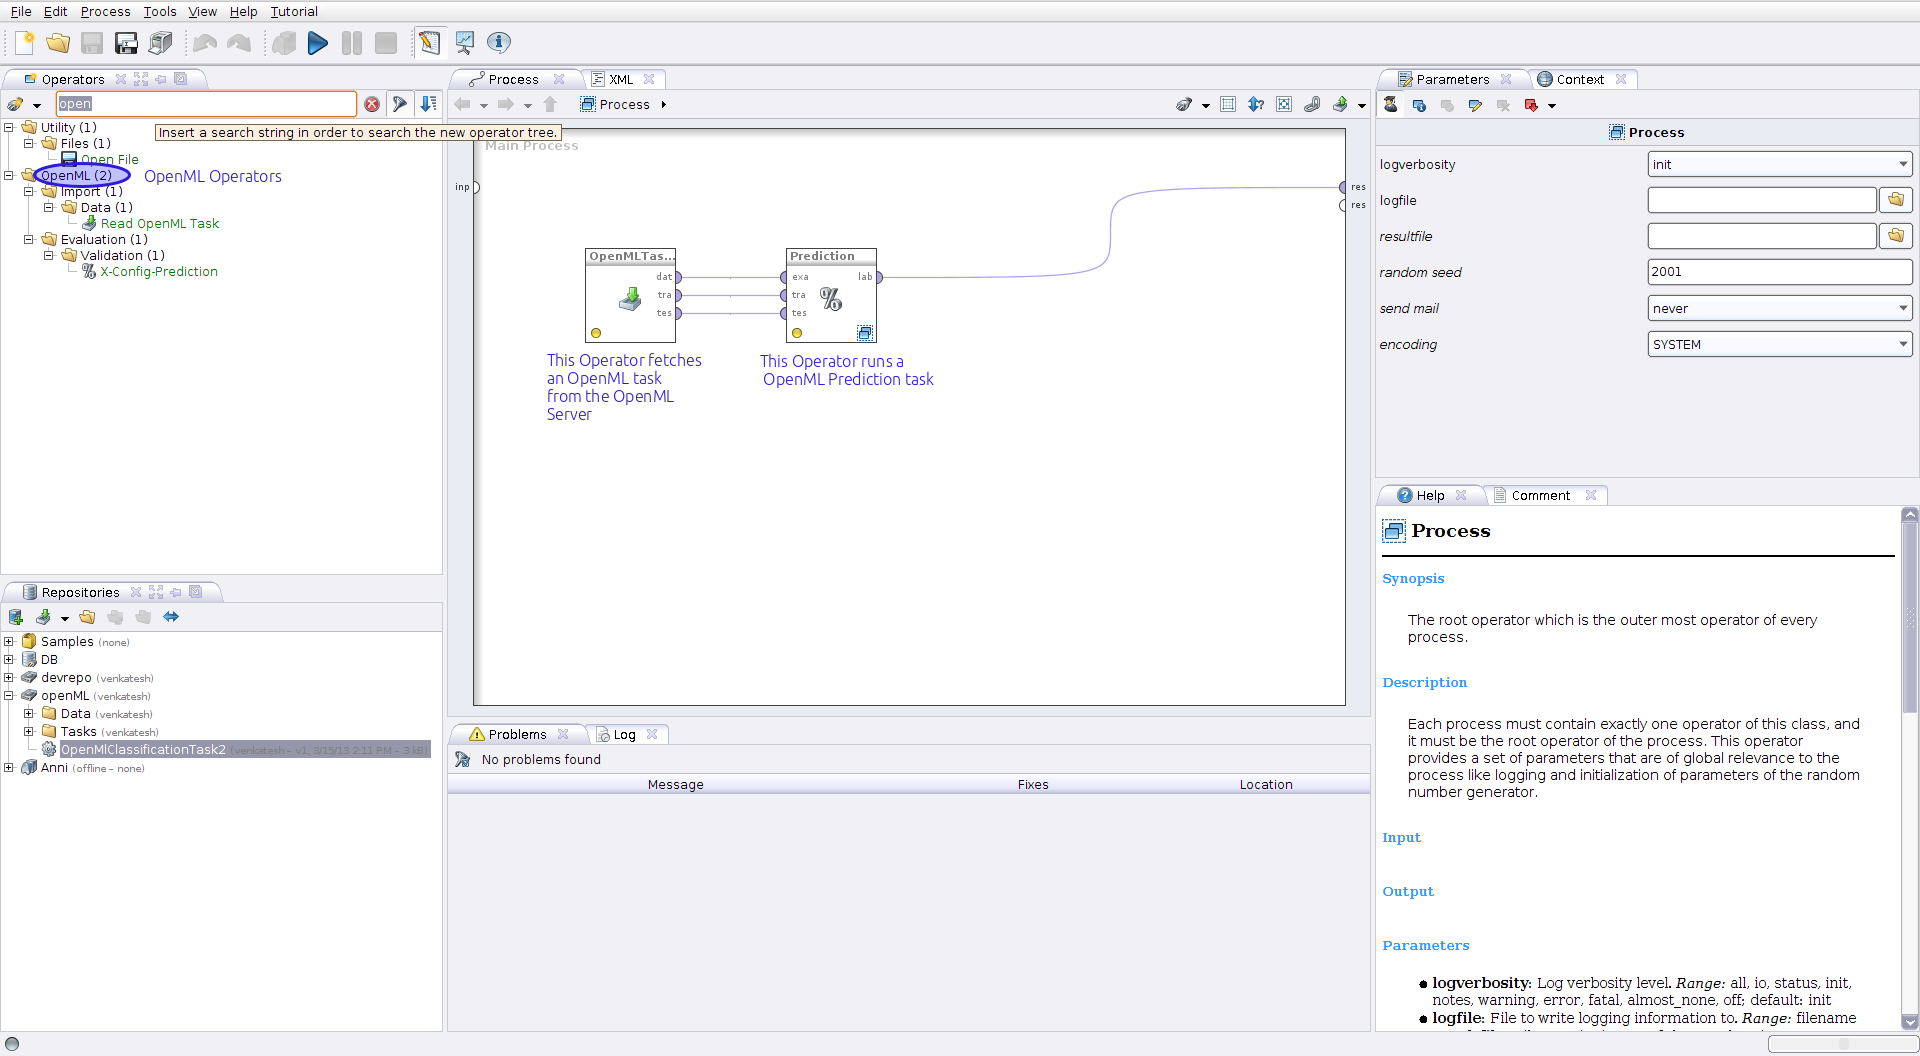 File Edit Process Tools View Help Tutorial
Operators
open
Insert a search string in order to search the new operator tree.
Utility (1)
Files (1)
Open File
OpenML (2)
OpenML Operators
Import (1)
Data (1)
Read OpenML Task
Evaluation (1)
Validation (1)
X-Config-Prediction
Repositories
Samples (none)
DB
devrepo (venkatesh)
openML (venkatesh)
Data (venkatesh)
Tasks (venkatesh)
OpenMlClassificationTask2 (venkatesh – v1, 3/15/13 2:11 PM – 3 kB)
Anni (offline – none)
Process XML
Process
Main Process
inp
res
res
OpenMLTas...
dat
tra
tes
Prediction
exa lab
tra
tes
This Operator fetches
an OpenML task
from the OpenML
Server
This Operator runs a
OpenML Prediction task
Problems Log
No problems found
Message Fixes Location
Parameters Context
Process
logverbosity init
logfile
resultfile
random seed 2001
send mail never
encoding SYSTEM
Help Comment
Process
Synopsis
The root operator which is the outer most operator of every
process.
Description
Each process must contain exactly one operator of this class, and
it must be the root operator of the process. This operator
provides a set of parameters that are of global relevance to the
process like logging and initialization of parameters of the random
number generator.
Input
Output
Parameters
logverbosity: Log verbosity level. Range: all, io, status, init,
notes, warning, error, fatal, almost_none, off; default: init
logfile: File to write logging information to. Range: filename